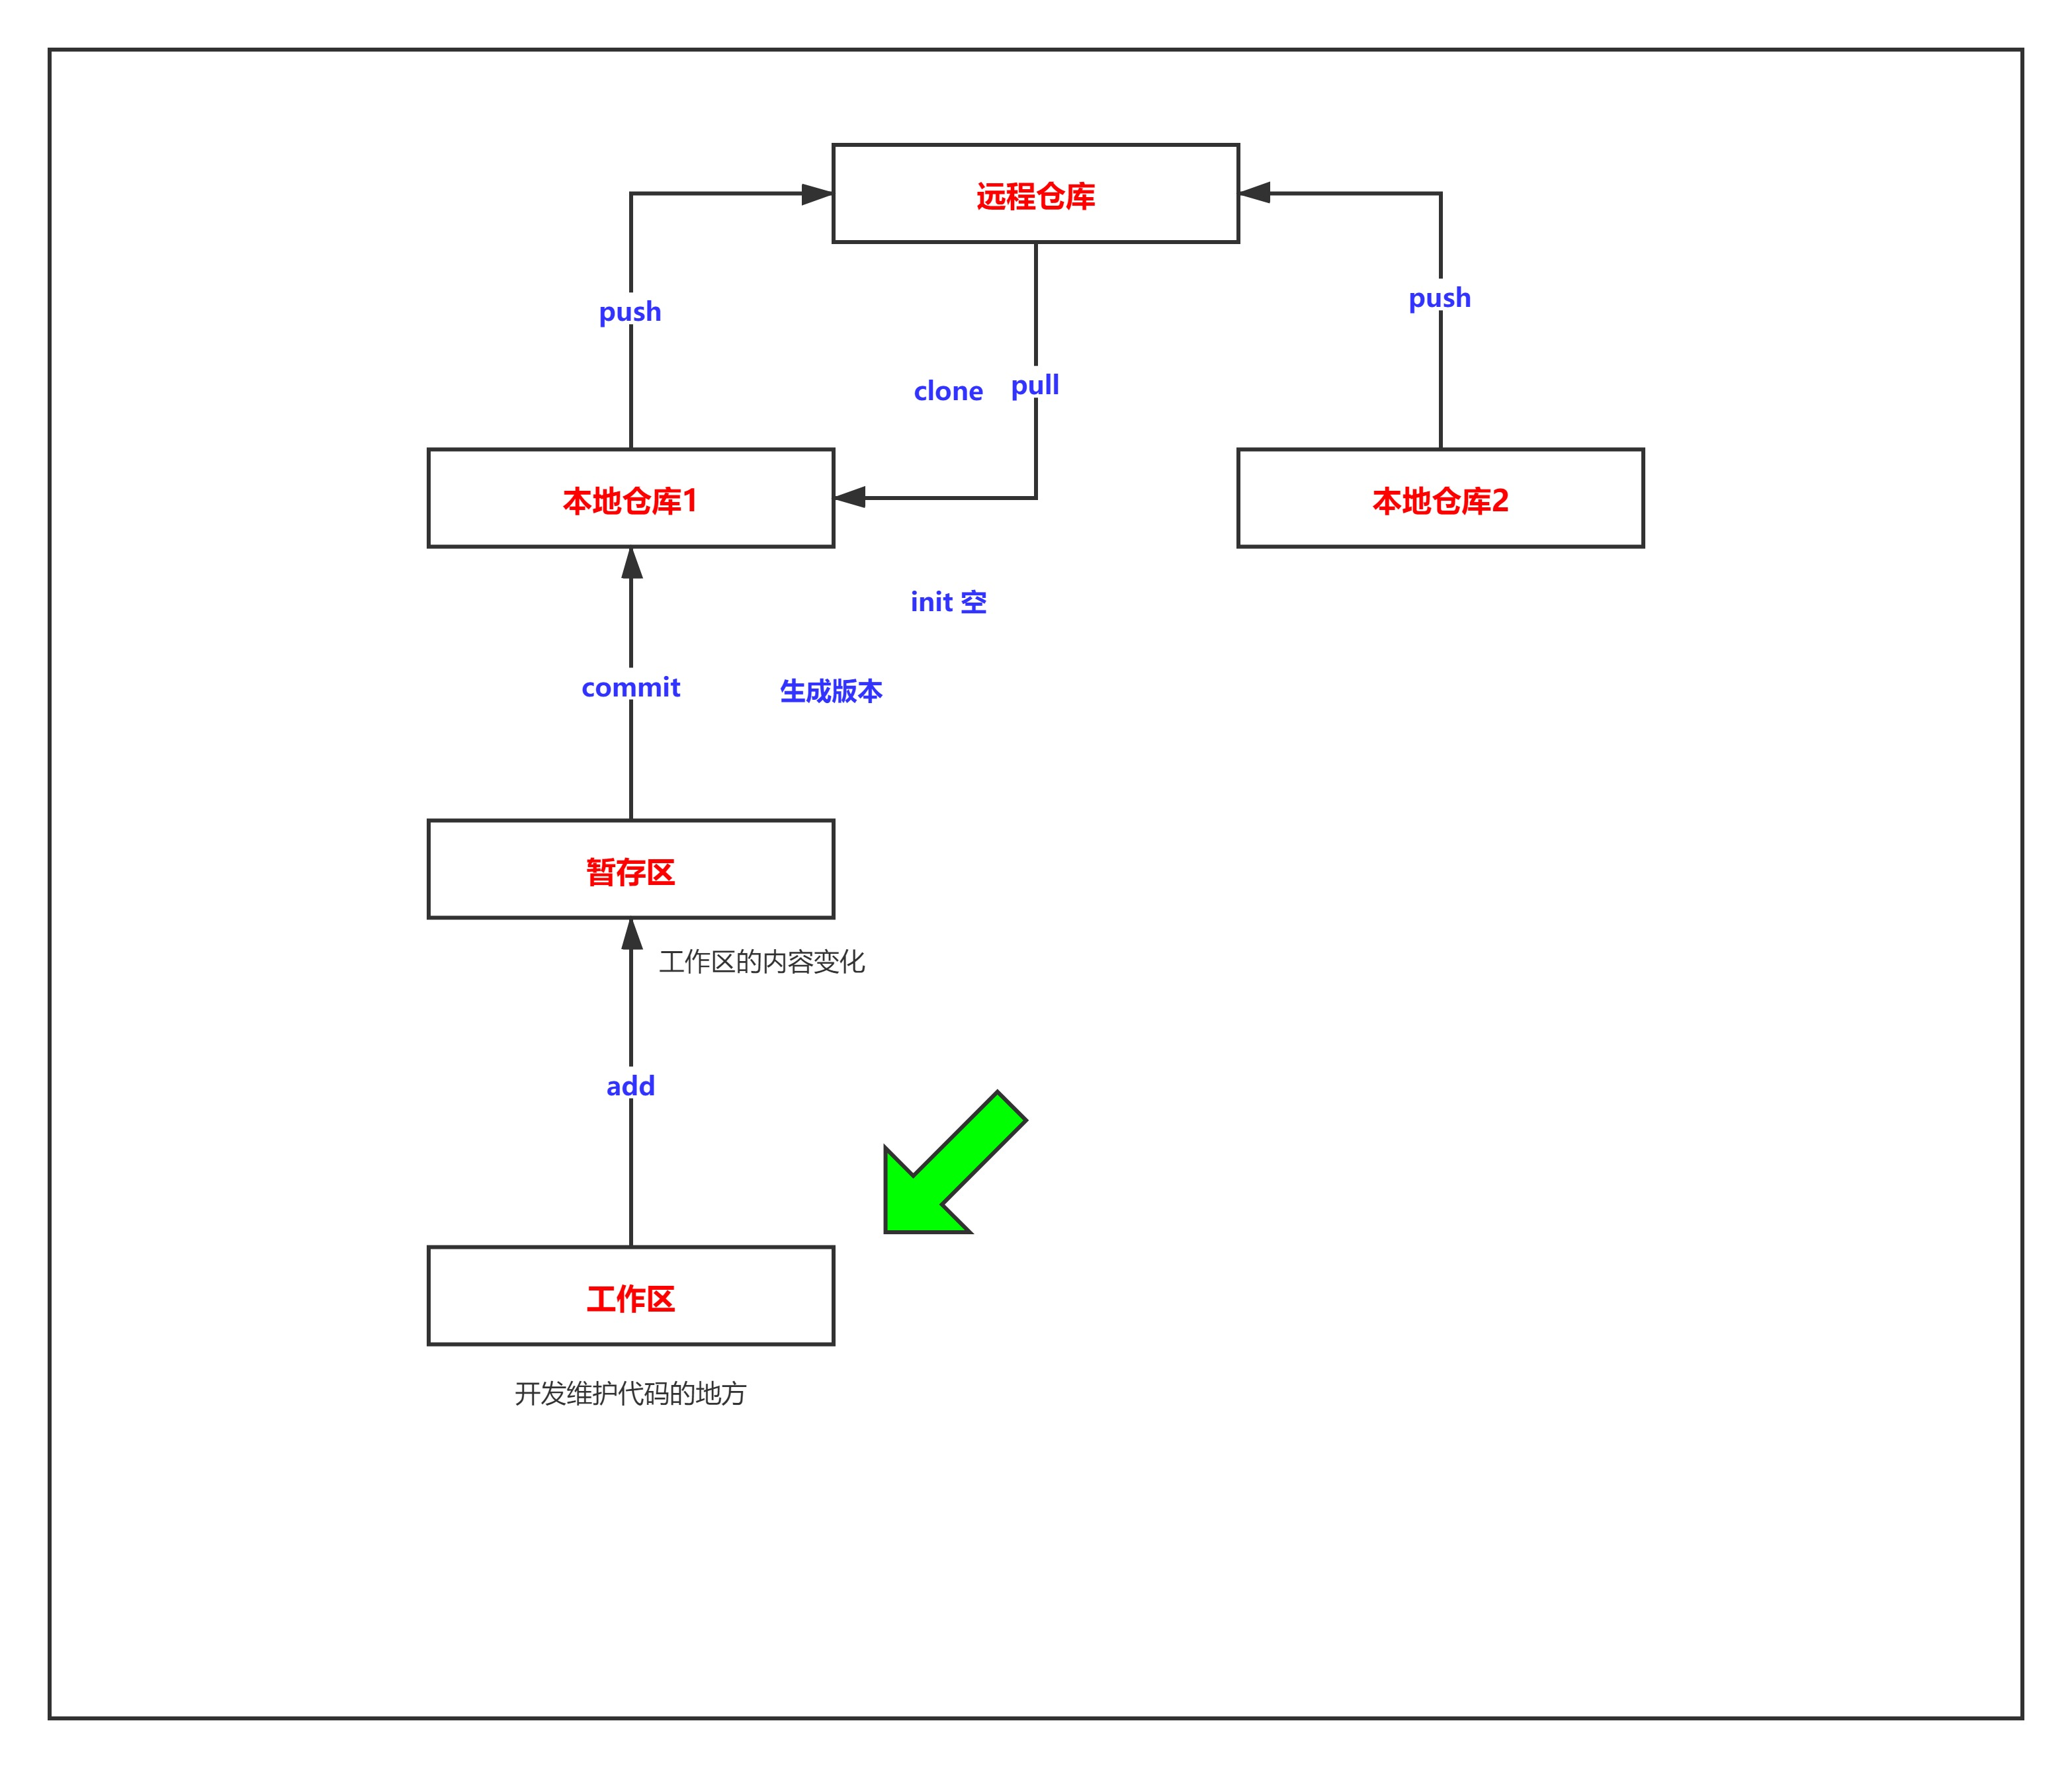 远程仓库
push
push
clone
pull
本地仓库1
本地仓库2
init 空
commit
生成版本
暂存区
工作区的内容变化
add
工作区
开发维护代码的地方